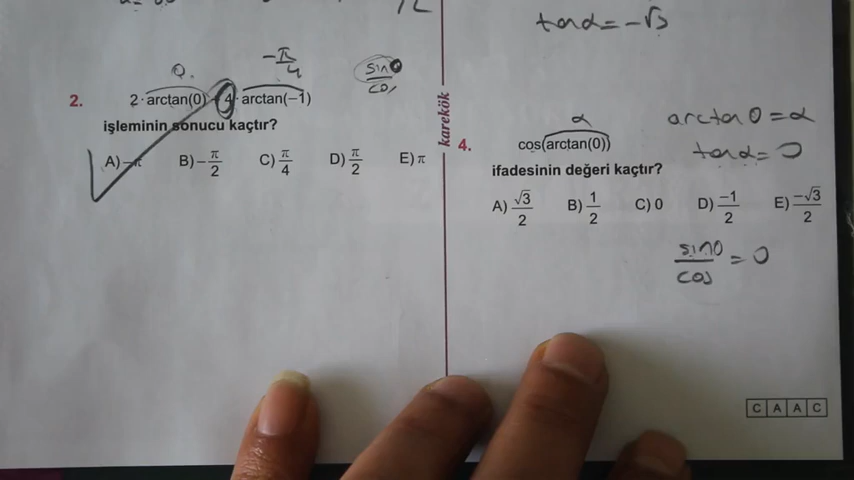 tanα = -√3
0
-π/4
sin0/cos
2. 2·arctan(0) + 4·arctan(-1)
işleminin sonucu kaçtır?
A) -π B) -π/2 C) π/4 D) π/2 E) π
karekök
α
4. cos(arctan(0))
ifadesinin değeri kaçtır?
A) √3/2 B) 1/2 C) 0 D) -1/2 E) -√3/2
arctan0 = α
tanα = 0
sin0/cos = 0
C A A C